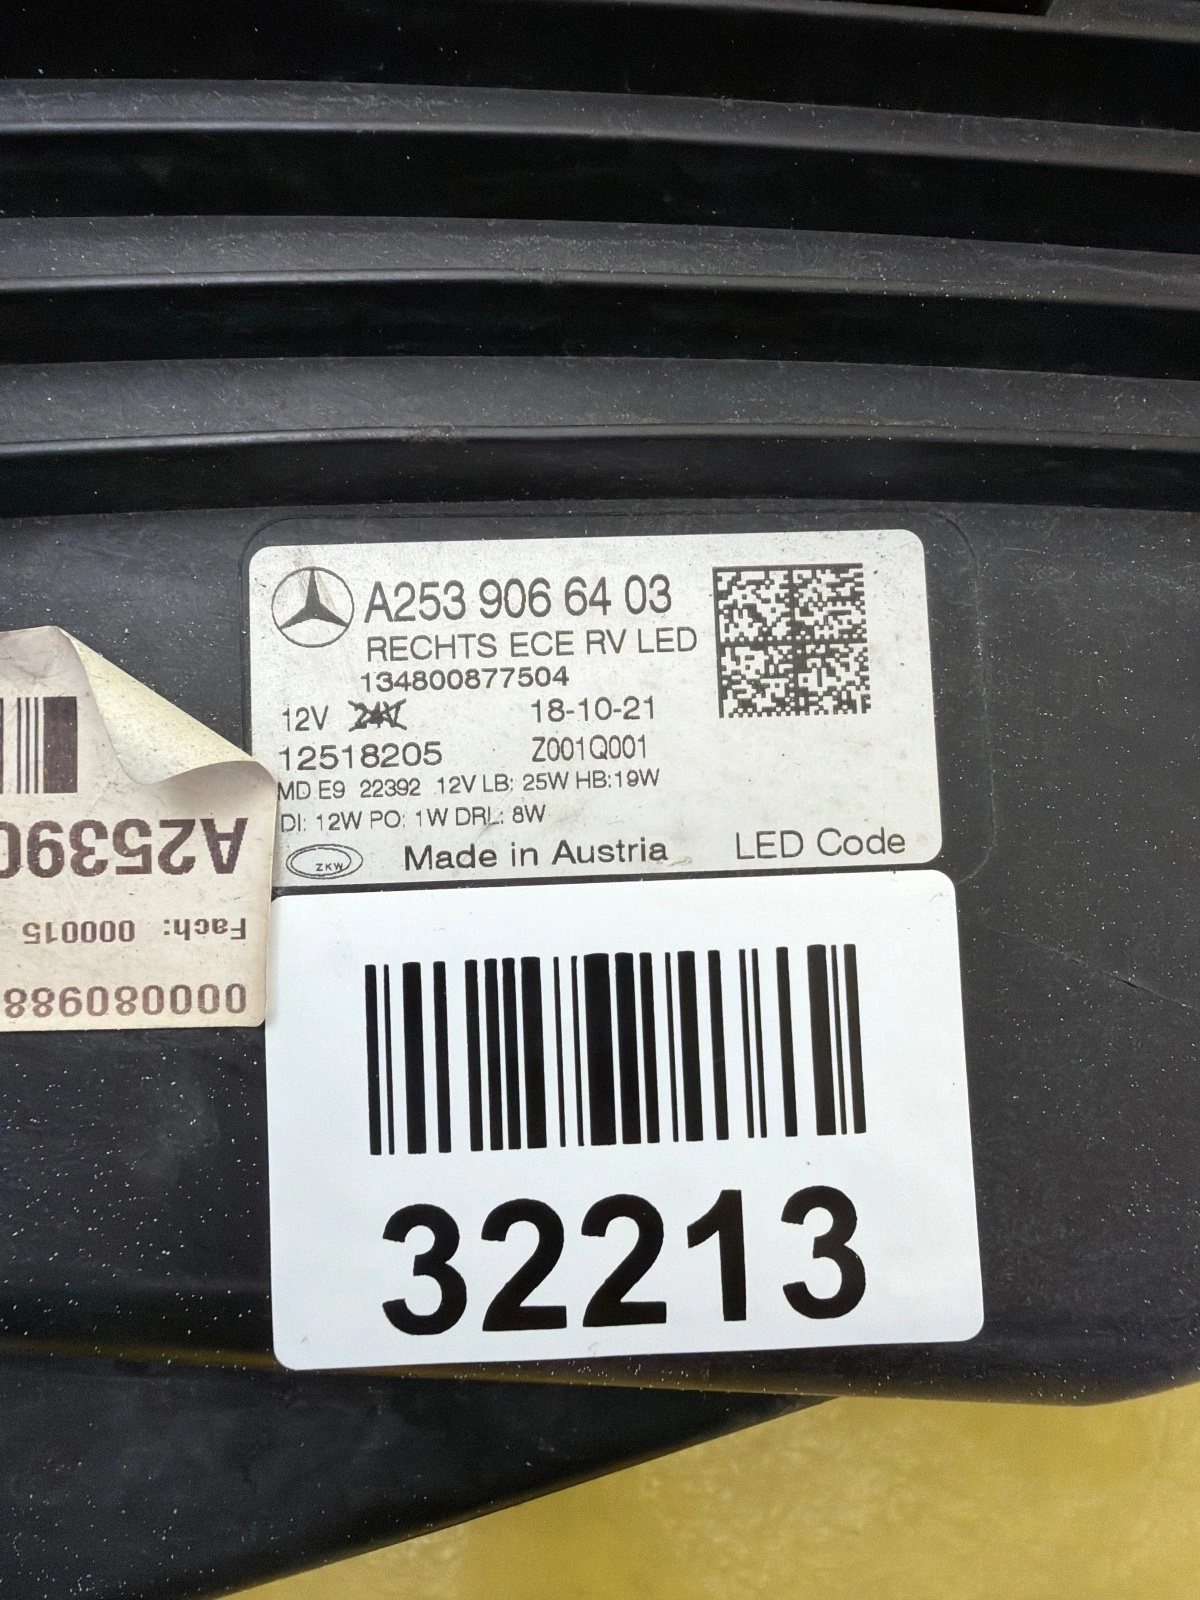 A253 906 64 03
RECHTS ECE RV LED
134800877504
12V 24V 18-10-21
12518205 Z001Q001
MD E9 22392 12V LB: 25W HB:19W
DI: 12W PO: 1W DRL: 8W
ZKW Made in Austria LED Code
A25390
Fach: 000015
000080988
32213